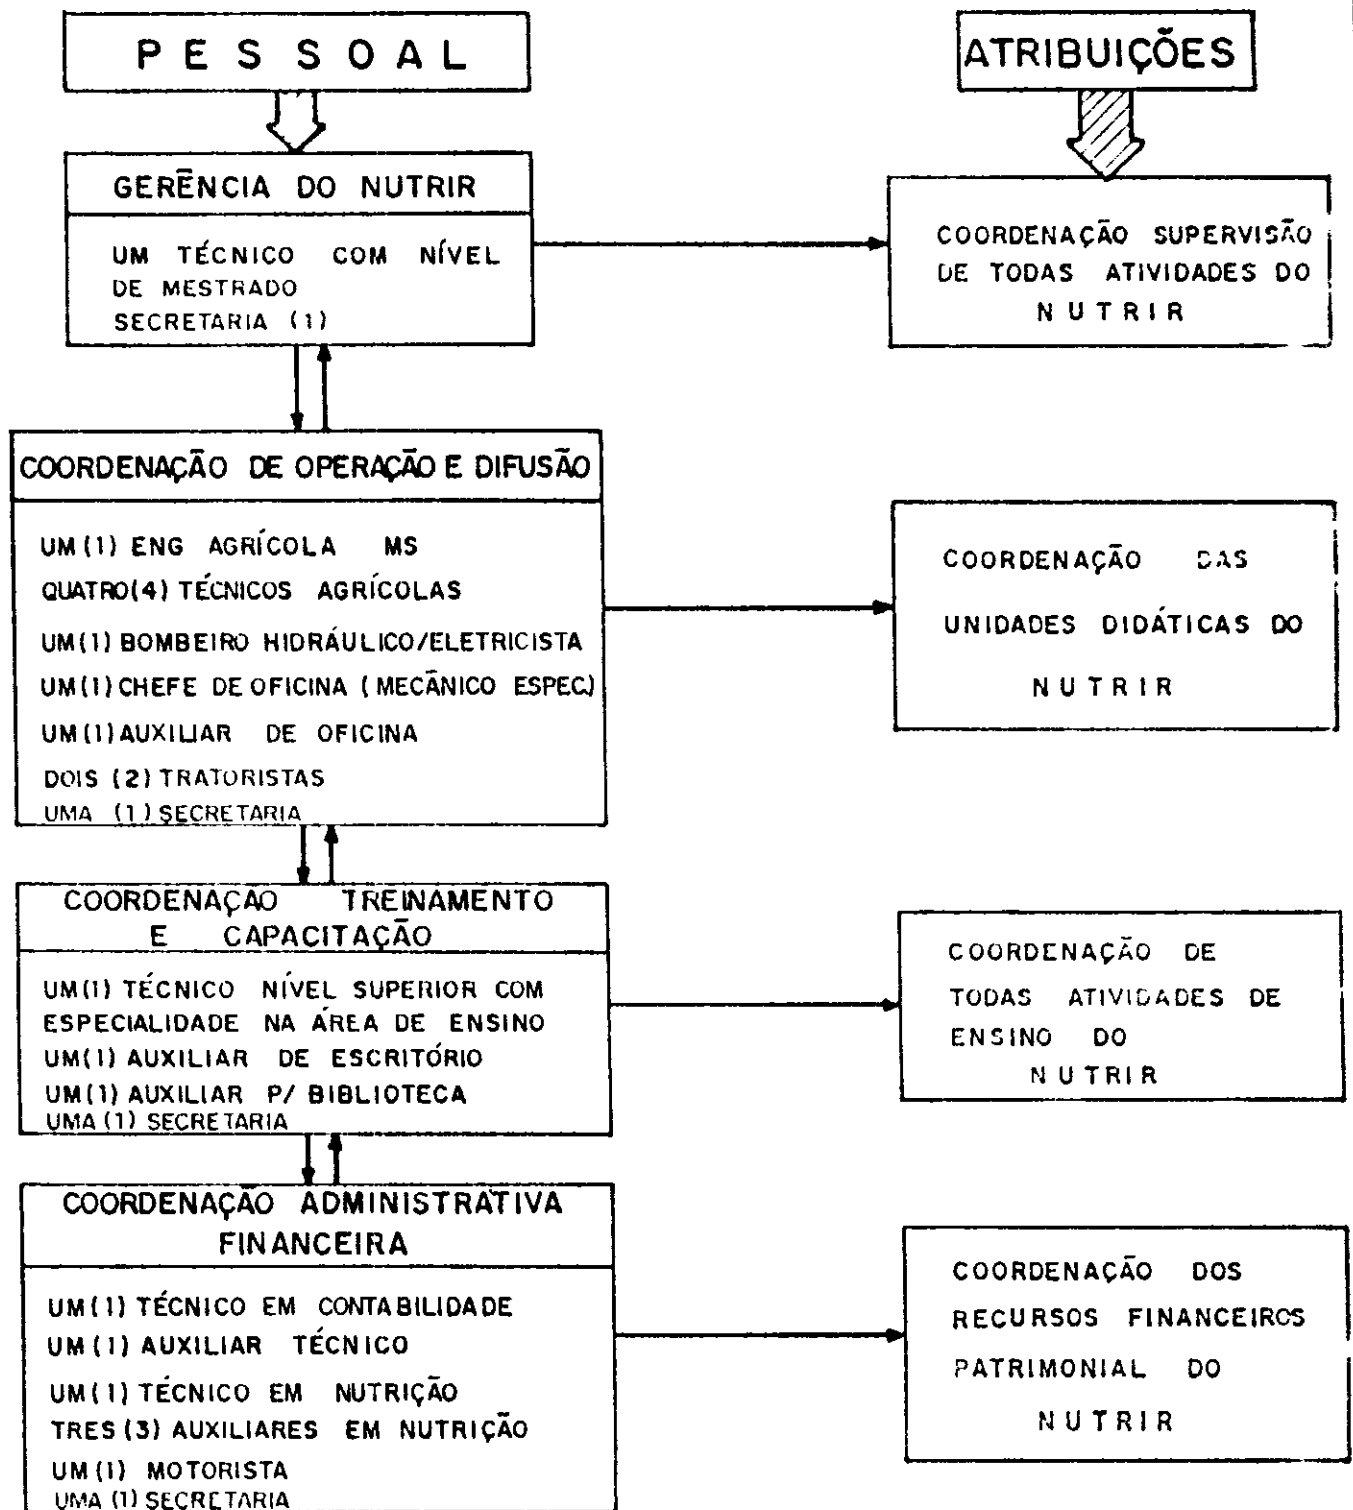 PESSOAL
ATRIBUIÇÕES
GERÊNCIA DO NUTRIR
UM TÉCNICO COM NÍVEL
DE MESTRADO
SECRETARIA (1)
COORDENAÇÃO SUPERVISÃO
DE TODAS ATIVIDADES DO
NUTRIR
COORDENAÇÃO DE OPERAÇÃO E DIFUSÃO
UM(1) ENG AGRÍCOLA MS
QUATRO(4) TÉCNICOS AGRÍCOLAS
UM(1) BOMBEIRO HIDRÁULICO/ELETRICISTA
UM(1) CHEFE DE OFICINA (MECÂNICO ESPEC)
UM(1) AUXILIAR DE OFICINA
DOIS (2) TRATORISTAS
UMA (1) SECRETARIA
COORDENAÇÃO DAS
UNIDADES DIDÁTICAS DO
NUTRIR
COORDENAÇÃO TREINAMENTO
E CAPACITAÇÃO
UM(1) TÉCNICO NÍVEL SUPERIOR COM
ESPECIALIDADE NA ÁREA DE ENSINO
UM(1) AUXILIAR DE ESCRITÓRIO
UM(1) AUXILIAR P/ BIBLIOTECA
UMA (1) SECRETARIA
COORDENAÇÃO DE
TODAS ATIVIDADES DE
ENSINO DO
NUTRIR
COORDENAÇÃO ADMINISTRATIVA
FINANCEIRA
UM(1) TÉCNICO EM CONTABILIDADE
UM(1) AUXILIAR TÉCNICO
UM(1) TÉCNICO EM NUTRIÇÃO
TRES(3) AUXILIARES EM NUTRIÇÃO
UM(1) MOTORISTA
UMA (1) SECRETARIA
COORDENAÇÃO DOS
RECURSOS FINANCEIROS
PATRIMONIAL DO
NUTRIR